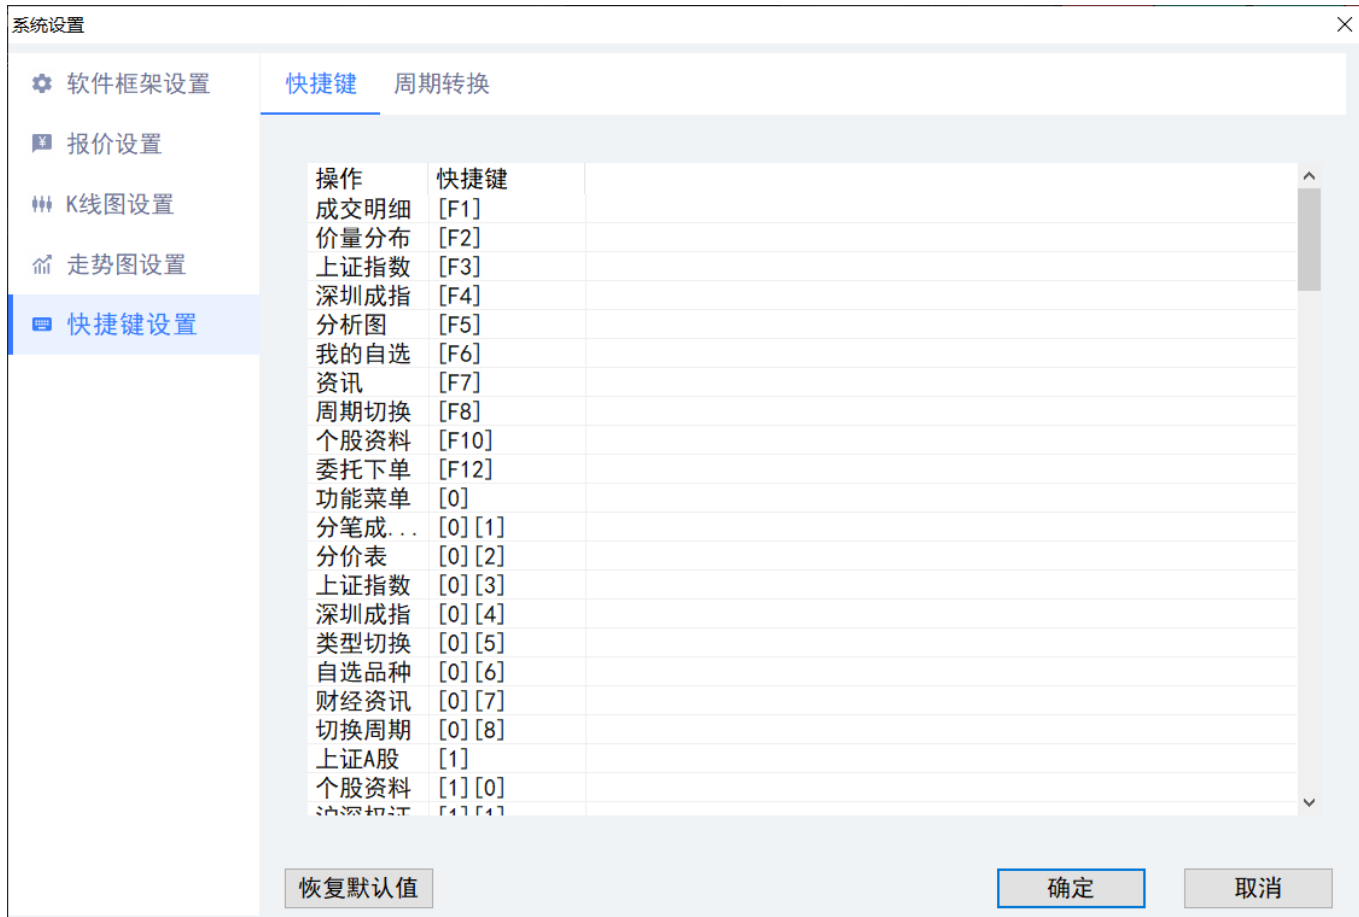 系统设置
软件框架设置
报价设置
K线图设置
走势图设置
快捷键设置
快捷键 周期转换
操作 快捷键
成交明细 [F1]
价量分布 [F2]
上证指数 [F3]
深圳成指 [F4]
分析图 [F5]
我的自选 [F6]
资讯 [F7]
周期切换 [F8]
个股资料 [F10]
委托下单 [F12]
功能菜单 [0]
分笔成... [0][1]
分价表 [0][2]
上证指数 [0][3]
深圳成指 [0][4]
类型切换 [0][5]
自选品种 [0][6]
财经资讯 [0][7]
切换周期 [0][8]
上证A股 [1]
个股资料 [1][0]
沪深权证 [1][1]
恢复默认值 确定 取消